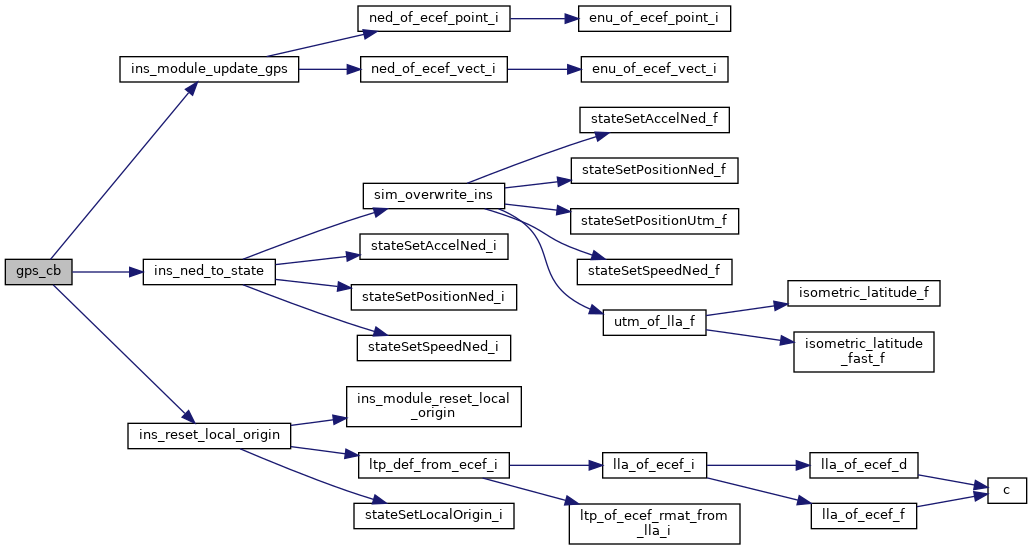 ned_of_ecef_point_i
enu_of_ecef_point_i
ins_module_update_gps
ned_of_ecef_vect_i
enu_of_ecef_vect_i
stateSetAccelNed_f
stateSetPositionNed_f
sim_overwrite_ins
stateSetPositionUtm_f
stateSetAccelNed_i
gps_cb
ins_ned_to_state
stateSetSpeedNed_f
stateSetPositionNed_i
isometric_latitude_f
utm_of_lla_f
stateSetSpeedNed_i
isometric_latitude
_fast_f
ins_module_reset_local
_origin
ins_reset_local_origin
ltp_def_from_ecef_i
lla_of_ecef_i
lla_of_ecef_d
c
stateSetLocalOrigin_i
ltp_of_ecef_rmat_from
_lla_i
lla_of_ecef_f